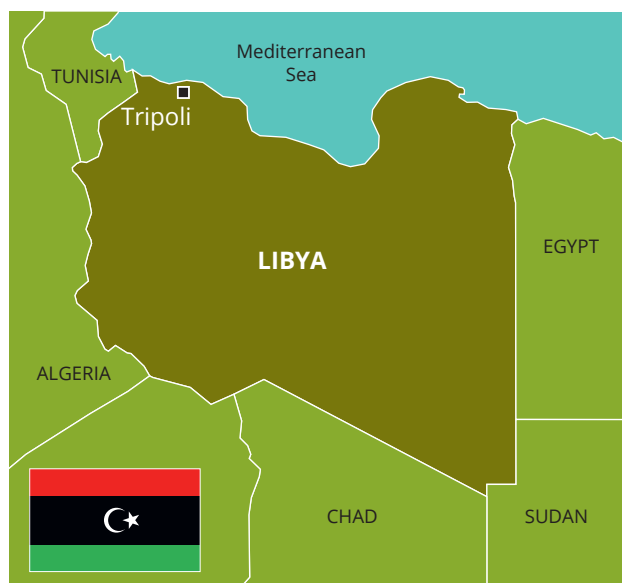 Mediterranean
Sea
TUNISIA
Tripoli
LIBYA
EGYPT
ALGERIA
CHAD
SUDAN